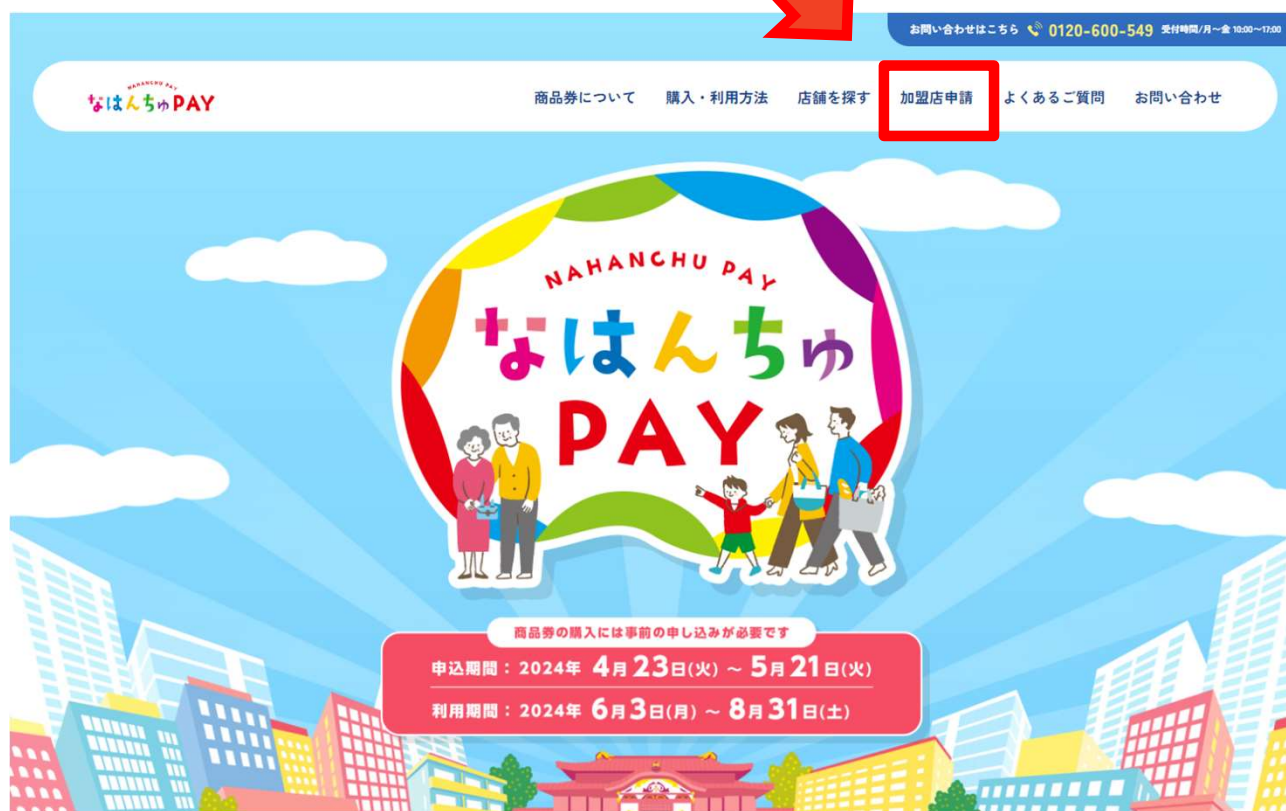 お問い合わせはこちら 0120-600-549 受付時間/月~金 10:00~17:00
NAHANCHU PAY
なはんちゅPAY
商品券について 購入・利用方法 店舗を探す 加盟店申請 よくあるご質問 お問い合わせ
NAHANCHU PAY
なはんちゅ
PAY
商品券の購入には事前の申し込みが必要です
申込期間：2024年 4月23日(火) ~ 5月21日(火)
利用期間：2024年 6月3日(月) ~ 8月31日(土)